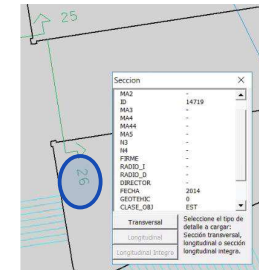 25
26
Seccion
MA2 -
ID 14719
MA3 -
MA4 -
MA44 -
MA5 -
N3 -
N4 -
FIRME -
RADIO_I -
RADIO_D -
DIRECTOR -
FECHA 2014
GEOTEHIC 0
CLASE_OBJ EST
Transversal
Longitudinal
Longitudinal Integra
Seleccione el tipo de
detalle a cargar:
Sección transversal,
longitudinal o sección
longitudinal integra.